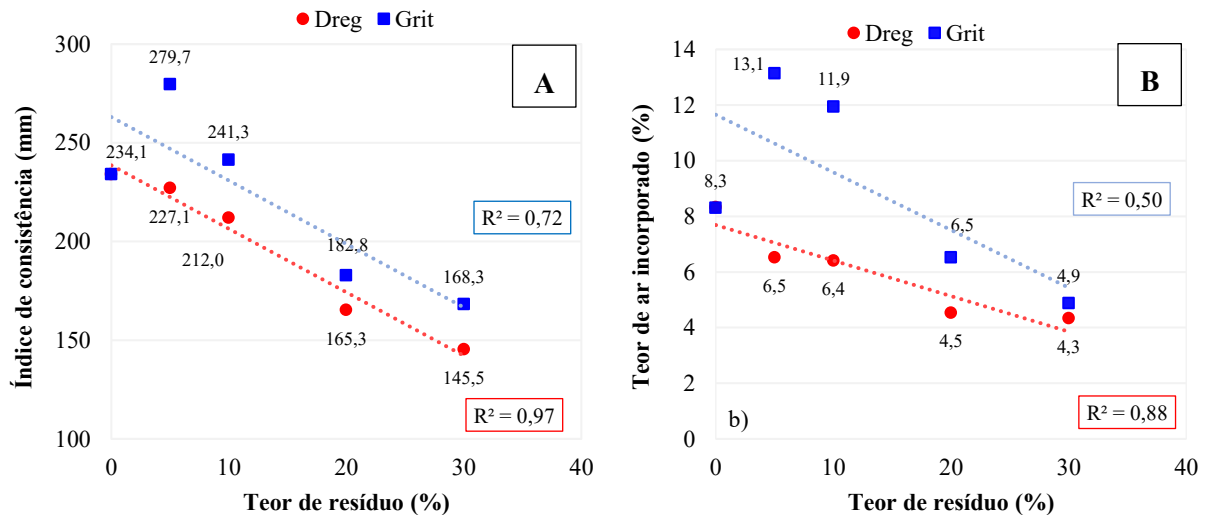 Dreg Grit
A
Índice de consistência (mm)
300
250
200
150
100
279,7
241,3
234,1
227,1
212,0
182,8
168,3
165,3
145,5
R² = 0,72
R² = 0,97
0 10 20 30 40
Teor de resíduo (%)
Dreg Grit
B
Teor de ar incorporado (%)
14
12
10
8
6
4
2
0
13,1
11,9
8,3
6,5
6,5
6,4
4,9
4,5
4,3
R² = 0,50
R² = 0,88
b)
0 10 20 30 40
Teor de resíduo (%)